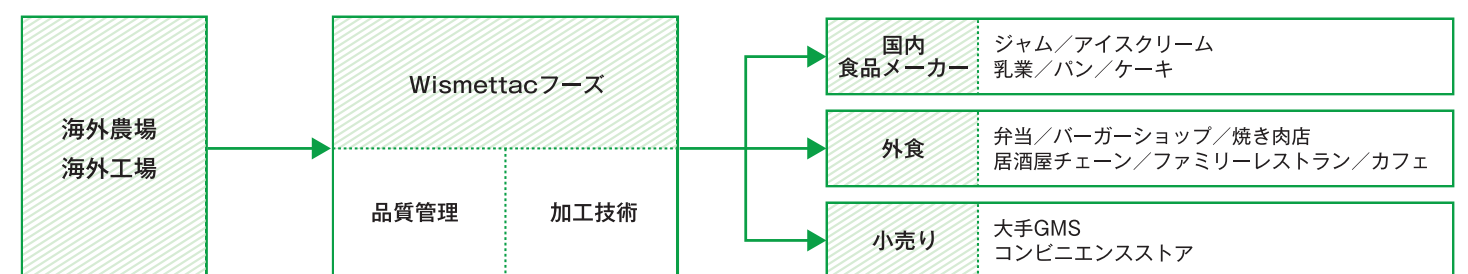 海外農場
海外工場
Wismettacフーズ
品質管理
加工技術
国内
食品メーカー
ジャム／アイスクリーム
乳業／パン／ケーキ
外食
弁当／バーガーショップ／焼き肉店
居酒屋チェーン／ファミリーレストラン／カフェ
小売り
大手GMS
コンビニエンスストア